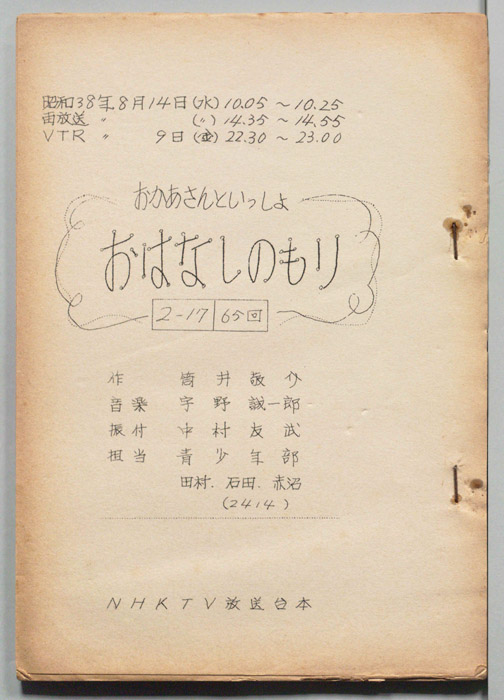 昭和38年8月14日(水)10.05～10.25
再放送 〃 (〃)14.35～14.55
VTR 〃 9日(金)22.30～23.00
おかあさんといっしょ
おはなしのもり
2-17 65回
作 筒井敬介
音楽 宇野誠一郎
振付 中村友武
担当 青少年部
田村. 石田. 赤沼
(2414)
NHKTV放送台本